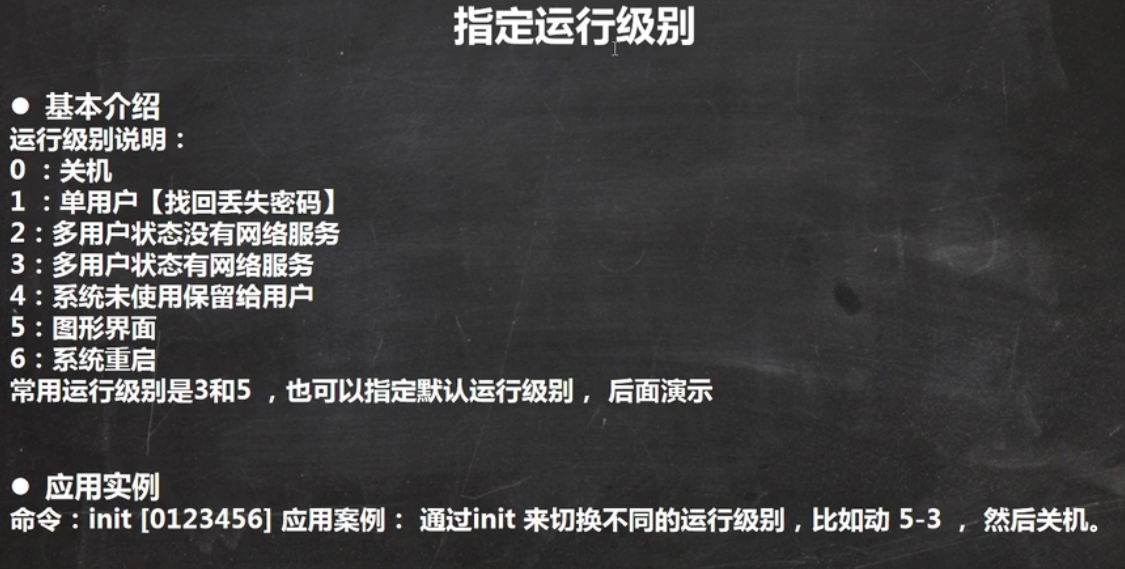 指定运行级别
● 基本介绍
运行级别说明：
0 ：关机
1 ：单用户【找回丢失密码】
2：多用户状态没有网络服务
3：多用户状态有网络服务
4：系统未使用保留给用户
5：图形界面
6：系统重启
常用运行级别是3和5 ，也可以指定默认运行级别， 后面演示
● 应用实例
命令：init [0123456] 应用案例： 通过init 来切换不同的运行级别，比如动 5-3 ， 然后关机。